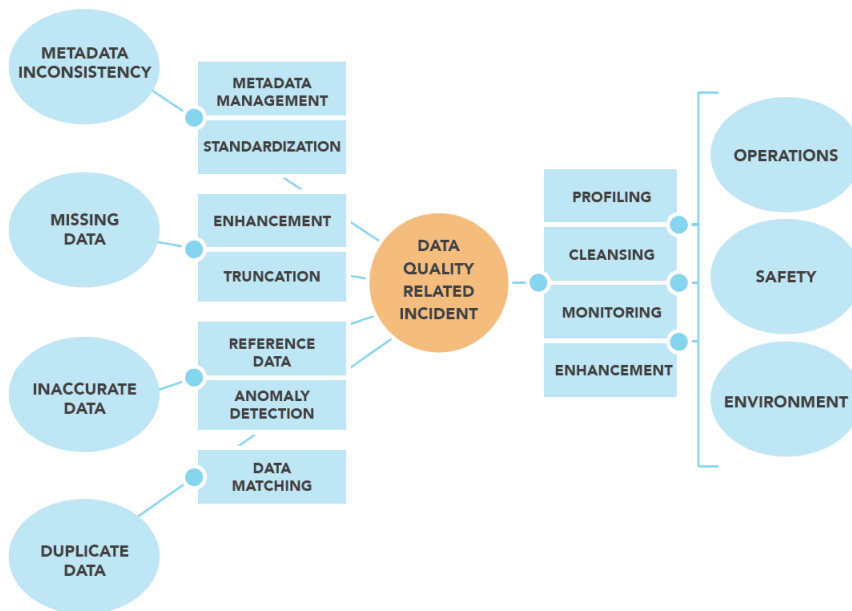 METADATA
INCONSISTENCY
METADATA
MANAGEMENT
STANDARDIZATION
MISSING
DATA
ENHANCEMENT
TRUNCATION
INACCURATE
DATA
REFERENCE
DATA
ANOMALY
DETECTION
DUPLICATE
DATA
DATA
MATCHING
DATA
QUALITY
RELATED
INCIDENT
PROFILING
CLEANSING
MONITORING
ENHANCEMENT
OPERATIONS
SAFETY
ENVIRONMENT